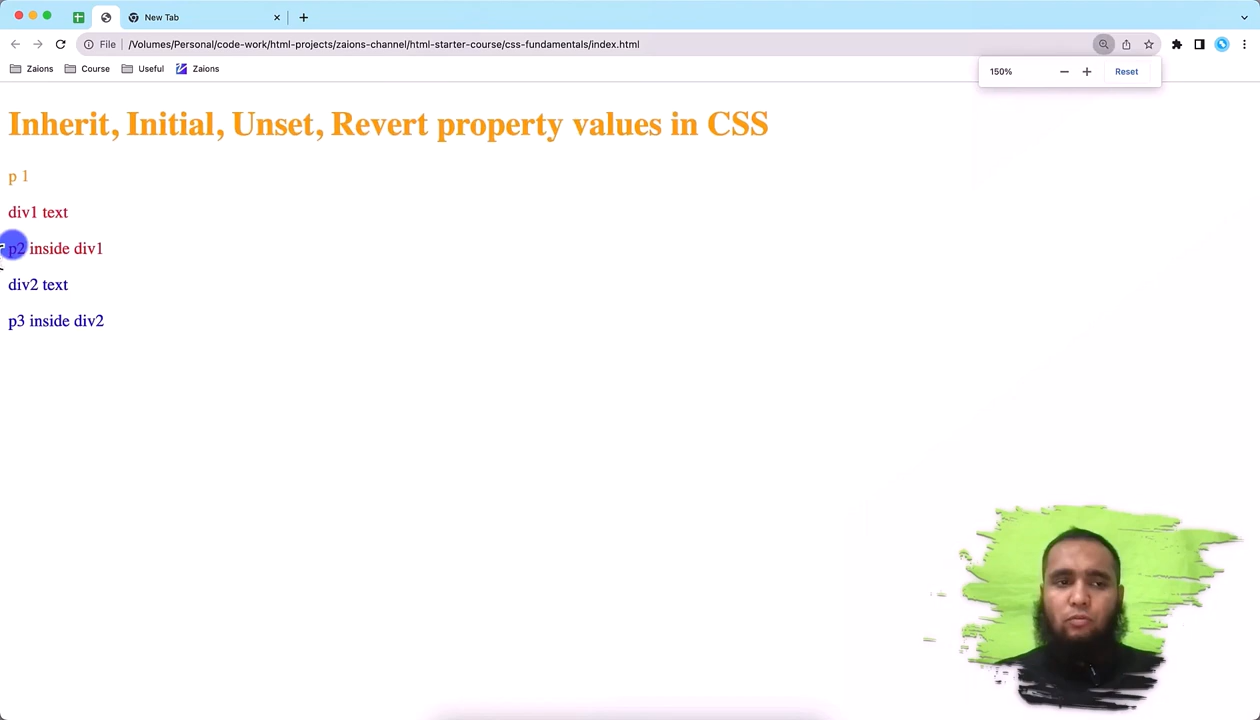 New Tab
File /Volumes/Personal/code-work/html-projects/zaions-channel/html-starter-course/css-fundamentals/index.html
Zaions Course Useful Zaions
150% Reset
Inherit, Initial, Unset, Revert property values in CSS
p 1
div1 text
p2 inside div1
div2 text
p3 inside div2